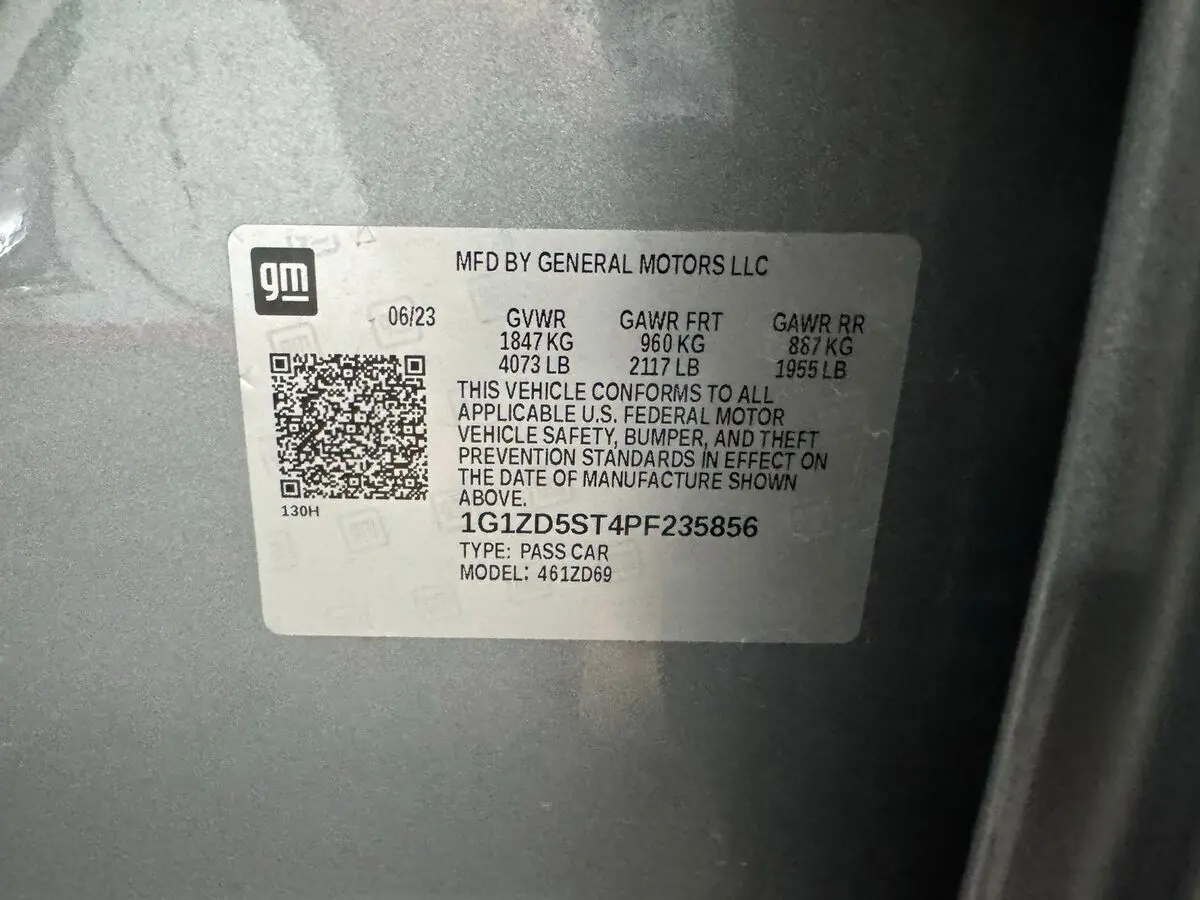 gm
MFD BY GENERAL MOTORS LLC
06/23 GVWR GAWR FRT GAWR RR
1847 KG 960 KG 887 KG
4073 LB 2117 LB 1955 LB
THIS VEHICLE CONFORMS TO ALL
APPLICABLE U.S. FEDERAL MOTOR
VEHICLE SAFETY, BUMPER, AND THEFT
PREVENTION STANDARDS IN EFFECT ON
THE DATE OF MANUFACTURE SHOWN
ABOVE.
130H
1G1ZD5ST4PF235856
TYPE: PASS CAR
MODEL: 461ZD69